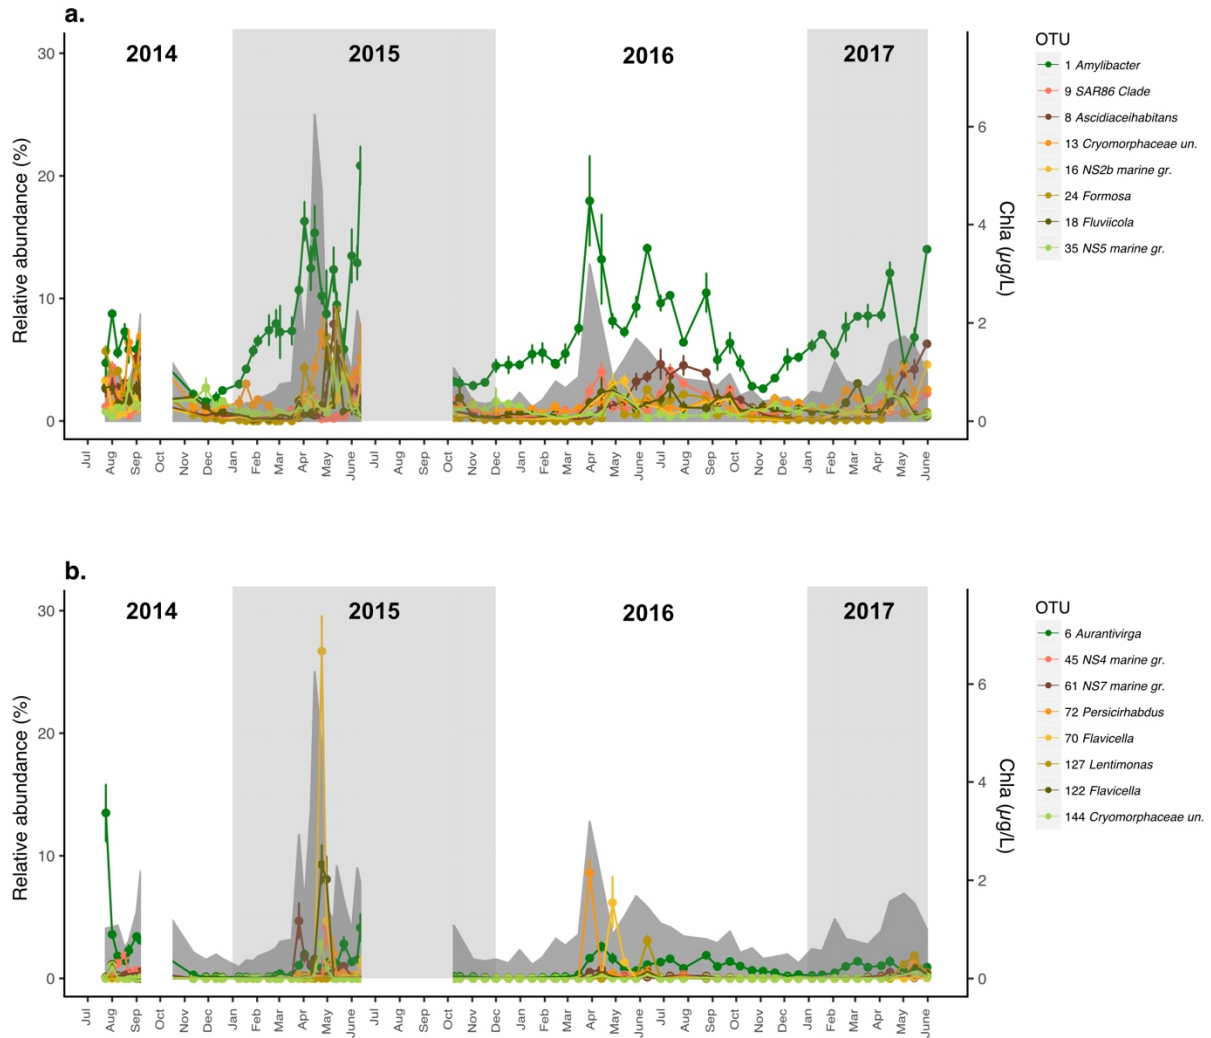 a.
2014 2015 2016 2017
30
20
10
0
Relative abundance (%)
6
4
2
0
Chla (µg/L)
Jul Aug Sep Oct Nov Dec Jan Feb Mar Apr May June Jul Aug Sep Oct Nov Dec Jan Feb Mar Apr May June Jul Aug Sep Oct Nov Dec Jan Feb Mar Apr May June
OTU
1 Amylibacter
9 SAR86 Clade
8 Ascidiaceihabitans
13 Cryomorphaceae un.
16 NS2b marine gr.
24 Formosa
18 Fluviicola
35 NS5 marine gr.
b.
2014 2015 2016 2017
30
20
10
0
Relative abundance (%)
6
4
2
0
Chla (µg/L)
Jul Aug Sep Oct Nov Dec Jan Feb Mar Apr May June Jul Aug Sep Oct Nov Dec Jan Feb Mar Apr May June Jul Aug Sep Oct Nov Dec Jan Feb Mar Apr May June
OTU
6 Aurantivirga
45 NS4 marine gr.
61 NS7 marine gr.
72 Persicirhabdus
70 Flavicella
127 Lentimonas
122 Flavicella
144 Cryomorphaceae un.